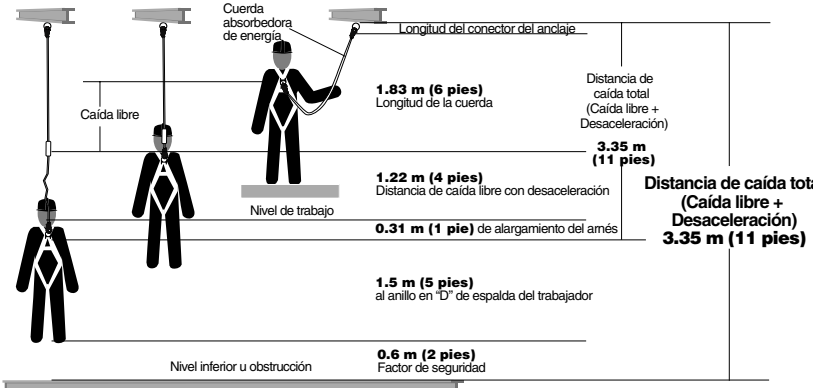 Cuerda
absorbedora
de energía
Longitud del conector del anclaje
1.83 m (6 pies)
Longitud de la cuerda
Caída libre
Distancia de
caída total
(Caída libre +
Desaceleración)
3.35 m
(11 pies)
1.22 m (4 pies)
Distancia de caída libre con desaceleración
Nivel de trabajo
0.31 m (1 pie) de alargamiento del arnés
Distancia de caída tota
(Caída libre +
Desaceleración)
3.35 m (11 pies)
1.5 m (5 pies)
al anillo en “D” de espalda del trabajador
0.6 m (2 pies)
Factor de seguridad
Nivel inferior u obstrucción